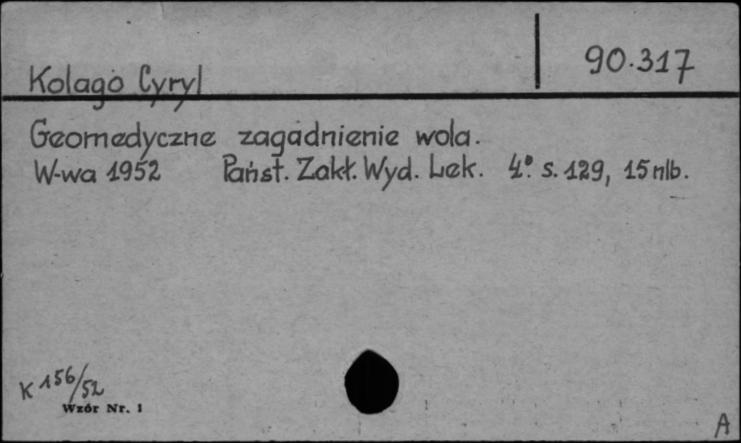 90.317
Kolago Cyryl
Geomedyczne zagadnienie wola.
W-wa 1952 Państ. Zakł. Wyd. Lek. 4º s. 129, 15 nlb.
K 156/52
Wzór Nr. 1
A